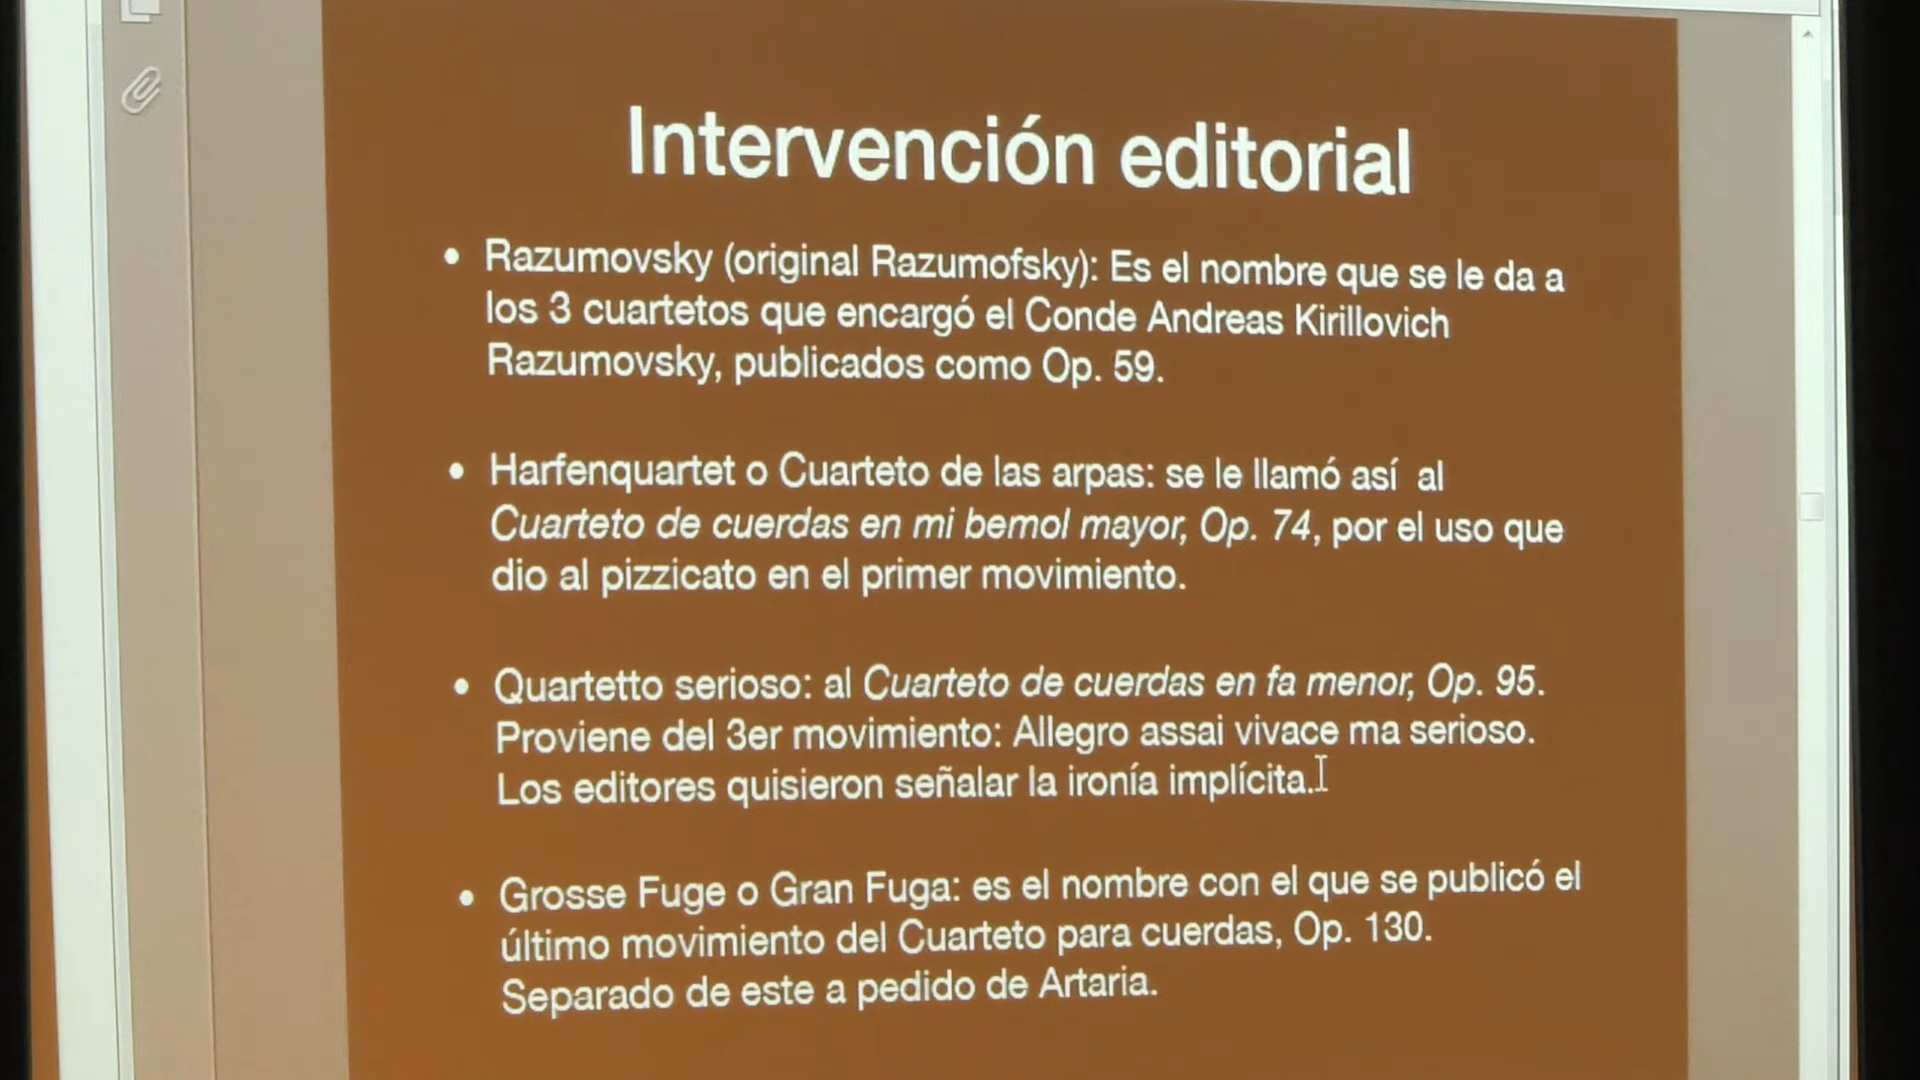 Intervención editorial
• Razumovsky (original Razumofsky): Es el nombre que se le da a
los 3 cuartetos que encargó el Conde Andreas Kirillovich
Razumovsky, publicados como Op. 59.
• Harfenquartet o Cuarteto de las arpas: se le llamó así al
Cuarteto de cuerdas en mi bemol mayor, Op. 74, por el uso que
dio al pizzicato en el primer movimiento.
• Quartetto serioso: al Cuarteto de cuerdas en fa menor, Op. 95.
Proviene del 3er movimiento: Allegro assai vivace ma serioso.
Los editores quisieron señalar la ironía implícita.
• Grosse Fuge o Gran Fuga: es el nombre con el que se publicó el
último movimiento del Cuarteto para cuerdas, Op. 130.
Separado de este a pedido de Artaria.